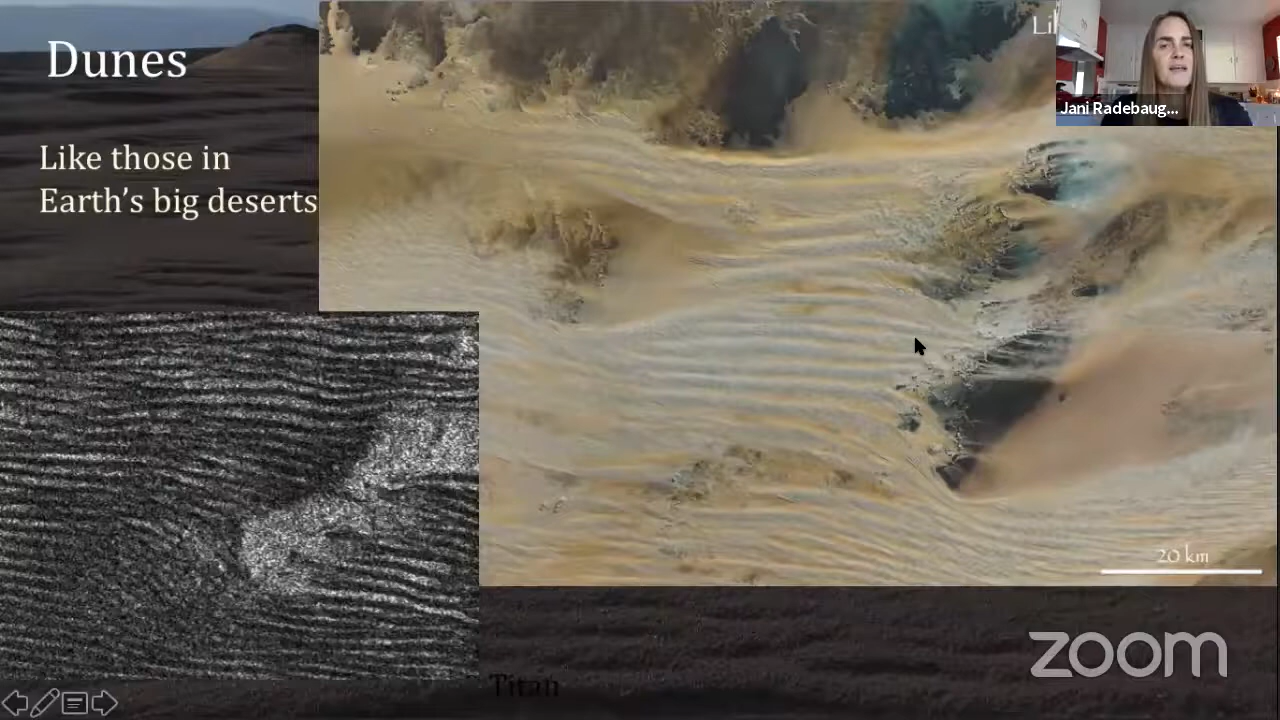 Dunes
Like those in
Earth's big deserts
Jani Radebaug...
20 km
Titan
zoom